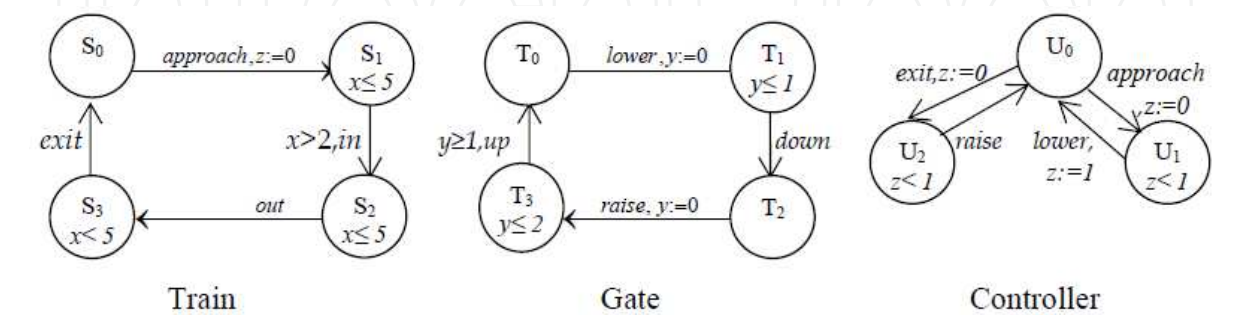 S₀
approach,z:=0
S₁
x≤ 5
exit
x>2,in
S₃
x< 5
out
S₂
x≤ 5
Train
T₀
lower,y:=0
T₁
y≤ 1
y≥1,up
down
T₃
y≤ 2
raise, y:=0
T₂
Gate
U₀
exit,z:=0
approach
,z:=0
U₂
z< 1
raise
lower,
z:=1
U₁
z< 1
Controller